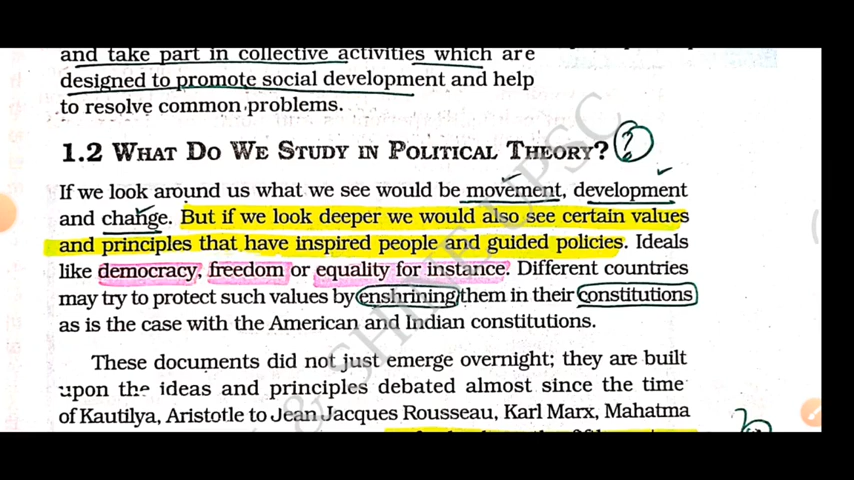 and take part in collective activities which are
designed to promote social development and help
to resolve common problems.
1.2 WHAT DO WE STUDY IN POLITICAL THEORY? ?
If we look around us what we see would be movement, development
and change. But if we look deeper we would also see certain values
and principles that have inspired people and guided policies. Ideals
like democracy, freedom or equality for instance. Different countries
may try to protect such values by enshrining them in their constitutions
as is the case with the American and Indian constitutions.
These documents did not just emerge overnight; they are built
upon the ideas and principles debated almost since the time
of Kautilya, Aristotle to Jean Jacques Rousseau, Karl Marx, Mahatma
& SHINE UPSC